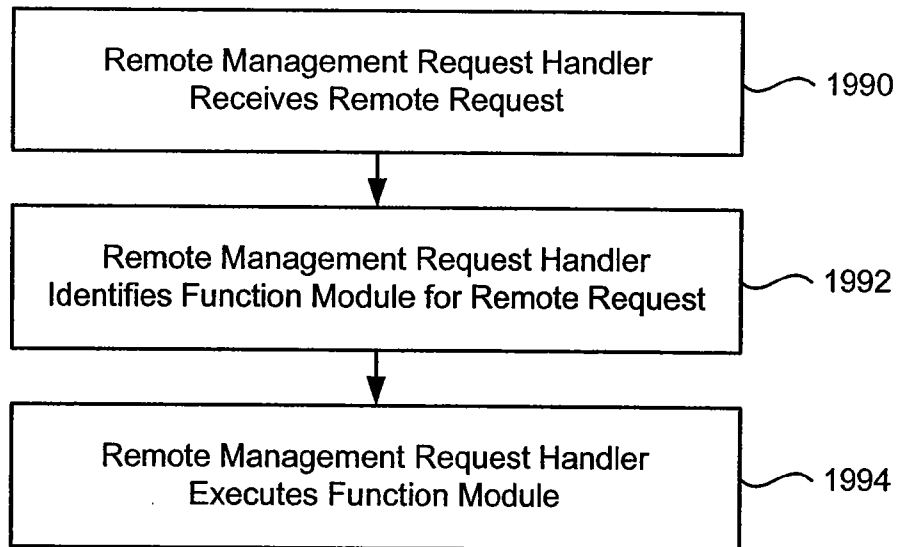 Remote Management Request Handler
Receives Remote Request
1990
Remote Management Request Handler
Identifies Function Module for Remote Request
1992
Remote Management Request Handler
Executes Function Module
1994